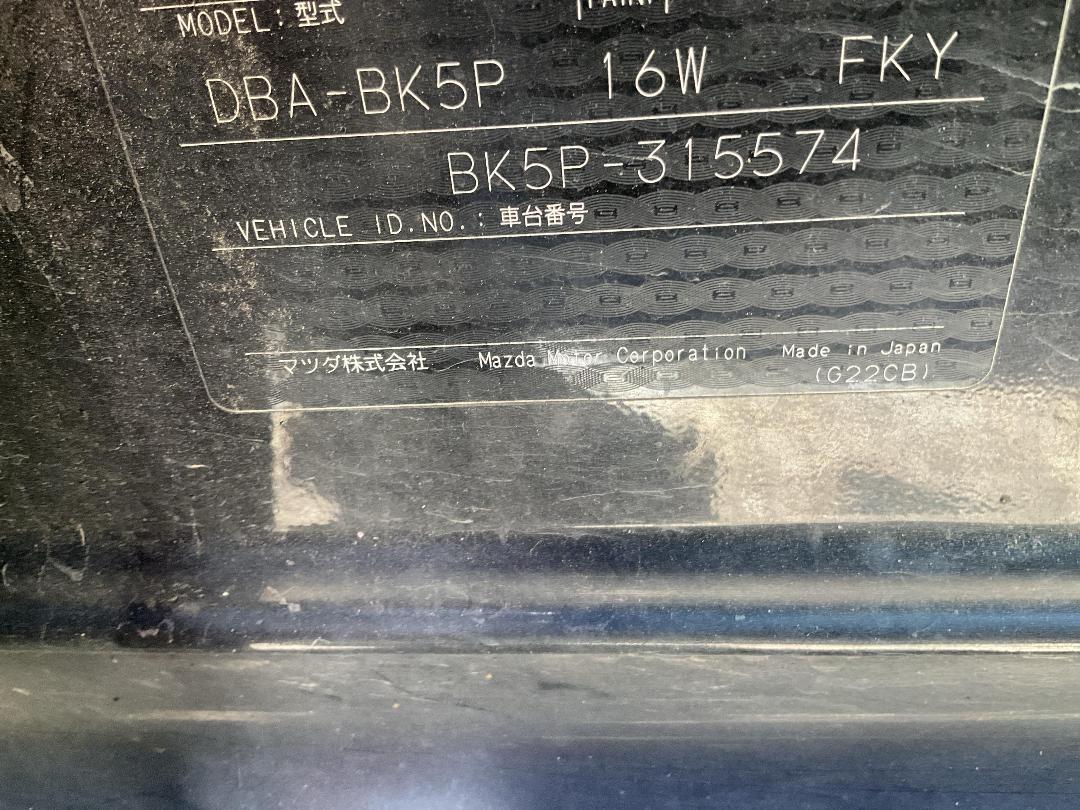 MODEL : 型式
DBA-BK5P 16W FKY
BK5P-315574
VEHICLE ID.NO. : 車台番号
マツダ株式会社 Mazda Motor Corporation Made in Japan
(G22CB)